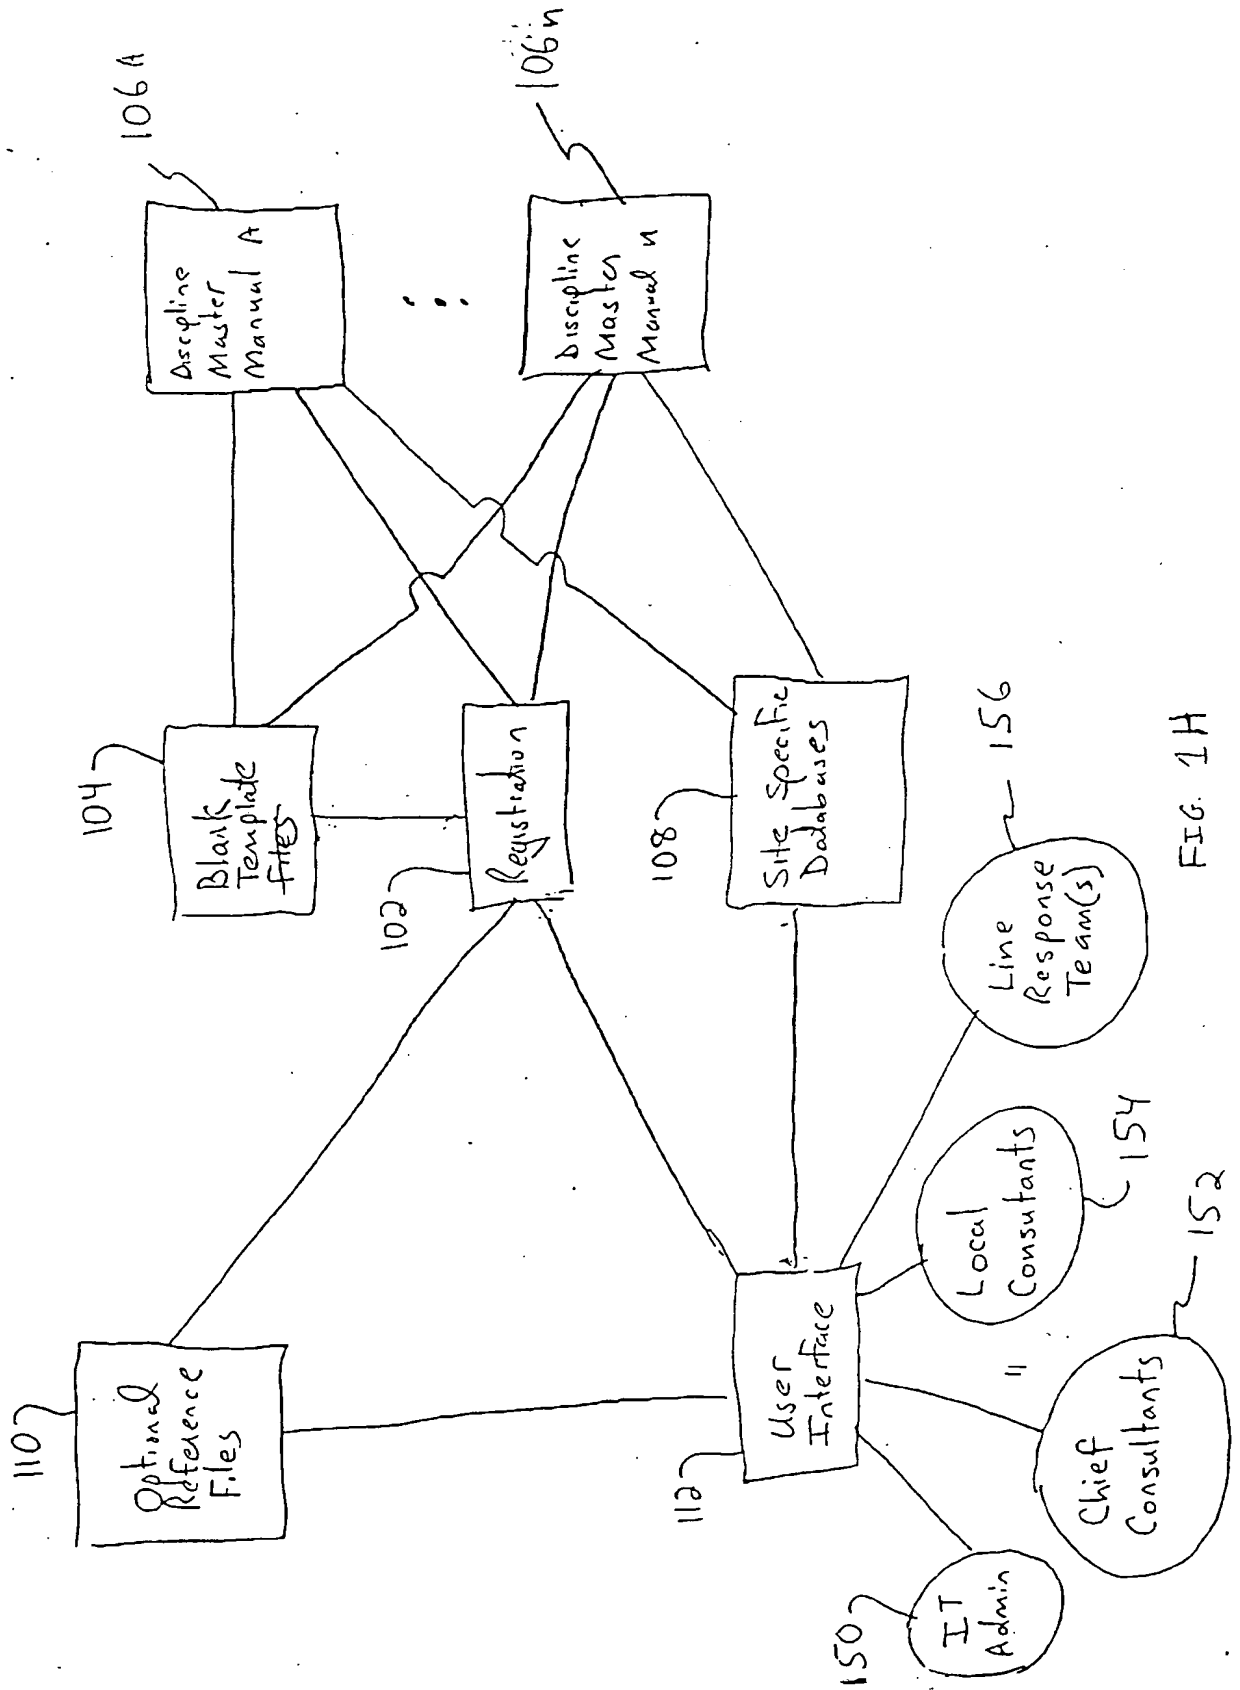 110
Optional
Reference
Files
104
Blank
Template
Files
106A
Discipline
Master
Manual A
102
Registration
106n
Discipline
Master
Manual n
112
User
Interface
108
Site Specific
Databases
150
IT
Admin
Chief
Consultants
152
Local
Consutants
154
Line
Response
Team(s)
156
FIG. 1H